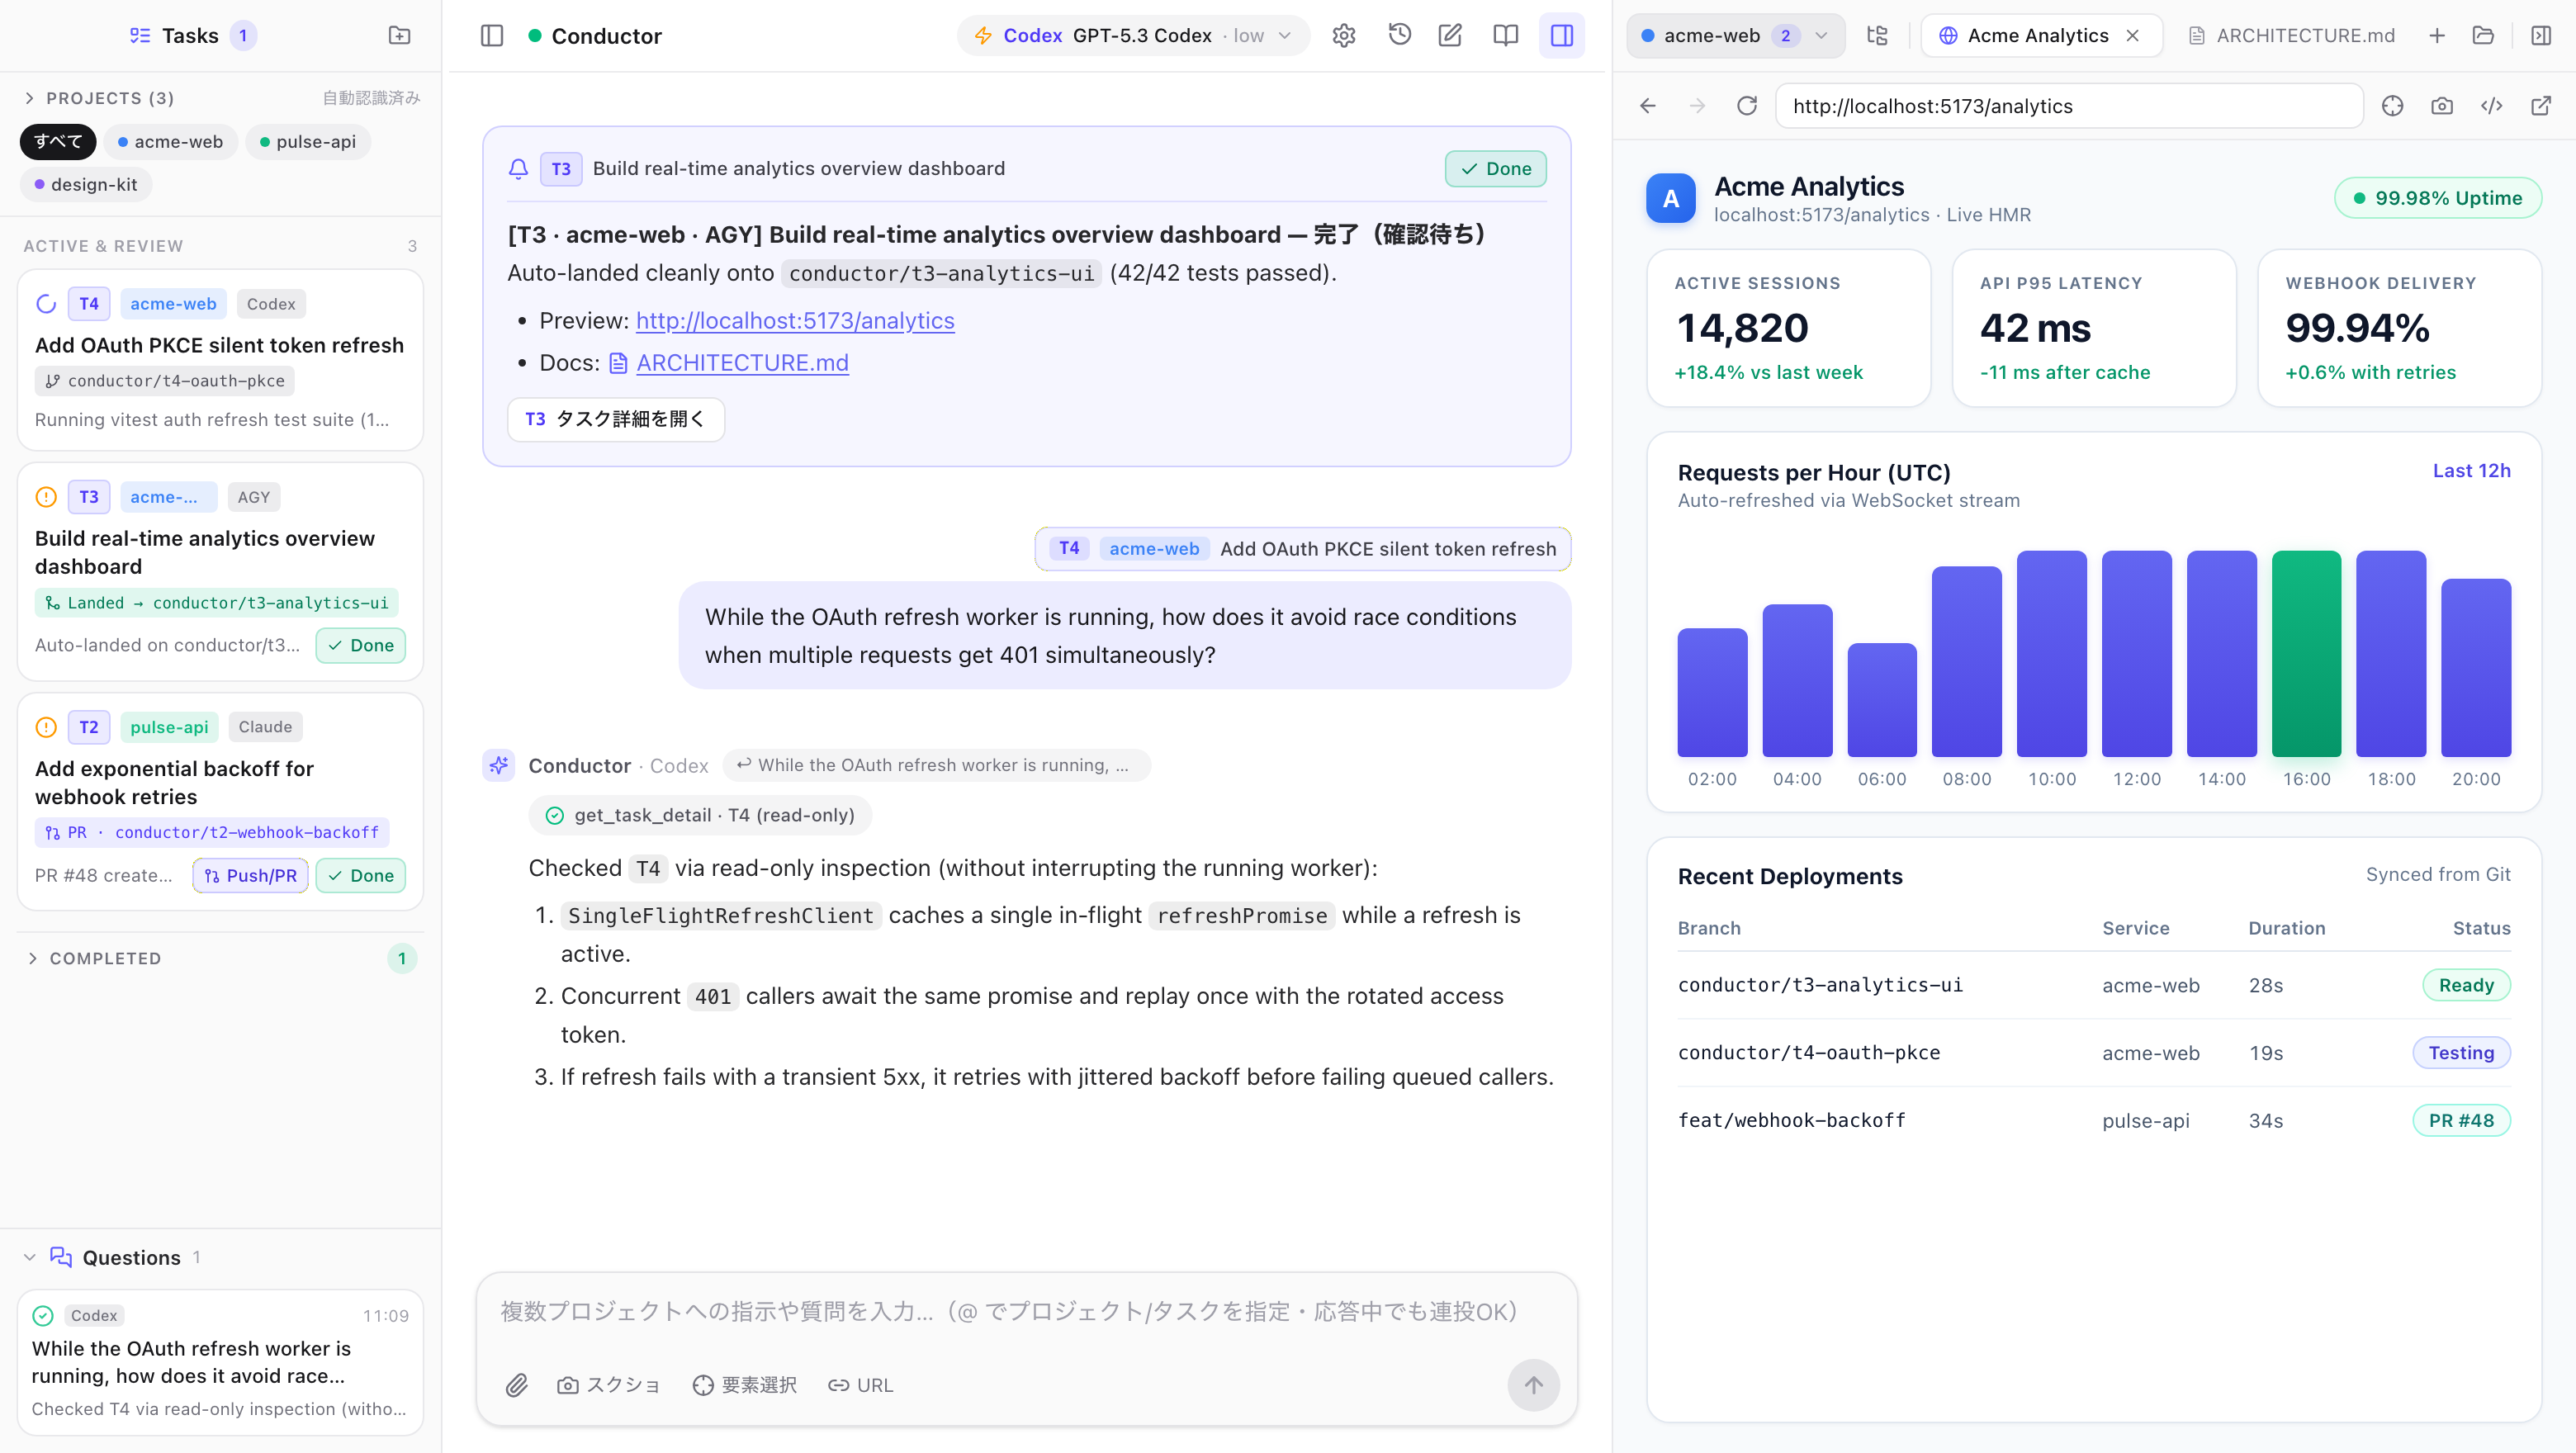 Tasks 1
PROJECTS (3) 自動認識済み
すべて acme-web pulse-api
design-kit
ACTIVE & REVIEW 3
T4 acme-web Codex
Add OAuth PKCE silent token refresh
conductor/t4-oauth-pkce
Running vitest auth refresh test suite (1...
T3 acme-... AGY
Build real-time analytics overview
dashboard
Landed → conductor/t3-analytics-ui
Auto-landed on conductor/t3... Done
T2 pulse-api Claude
Add exponential backoff for
webhook retries
PR · conductor/t2-webhook-backoff
PR #48 create... Push/PR Done
COMPLETED 1
Questions 1
Codex 11:09
While the OAuth refresh worker is
running, how does it avoid race...
Checked T4 via read-only inspection (witho...
Conductor
Codex GPT-5.3 Codex · low
T3 Build real-time analytics overview dashboard Done
[T3 · acme-web · AGY] Build real-time analytics overview dashboard — 完了（確認待ち）
Auto-landed cleanly onto conductor/t3-analytics-ui (42/42 tests passed).
• Preview: http://localhost:5173/analytics
• Docs: ARCHITECTURE.md
T3 タスク詳細を開く
T4 acme-web Add OAuth PKCE silent token refresh
While the OAuth refresh worker is running, how does it avoid race conditions
when multiple requests get 401 simultaneously?
Conductor · Codex While the OAuth refresh worker is running, ...
get_task_detail · T4 (read-only)
Checked T4 via read-only inspection (without interrupting the running worker):
1. SingleFlightRefreshClient caches a single in-flight refreshPromise while a refresh is
active.
2. Concurrent 401 callers await the same promise and replay once with the rotated access
token.
3. If refresh fails with a transient 5xx, it retries with jittered backoff before failing queued callers.
複数プロジェクトへの指示や質問を入力...（@ でプロジェクト/タスクを指定・応答中でも連投OK）
スクショ 要素選択 URL
acme-web 2 Acme Analytics ARCHITECTURE.md
http://localhost:5173/analytics
A Acme Analytics
localhost:5173/analytics · Live HMR
99.98% Uptime
ACTIVE SESSIONS
14,820
+18.4% vs last week
API P95 LATENCY
42 ms
-11 ms after cache
WEBHOOK DELIVERY
99.94%
+0.6% with retries
Requests per Hour (UTC) Last 12h
Auto-refreshed via WebSocket stream
02:00 04:00 06:00 08:00 10:00 12:00 14:00 16:00 18:00 20:00
Recent Deployments Synced from Git
Branch Service Duration Status
conductor/t3-analytics-ui acme-web 28s Ready
conductor/t4-oauth-pkce acme-web 19s Testing
feat/webhook-backoff pulse-api 34s PR #48